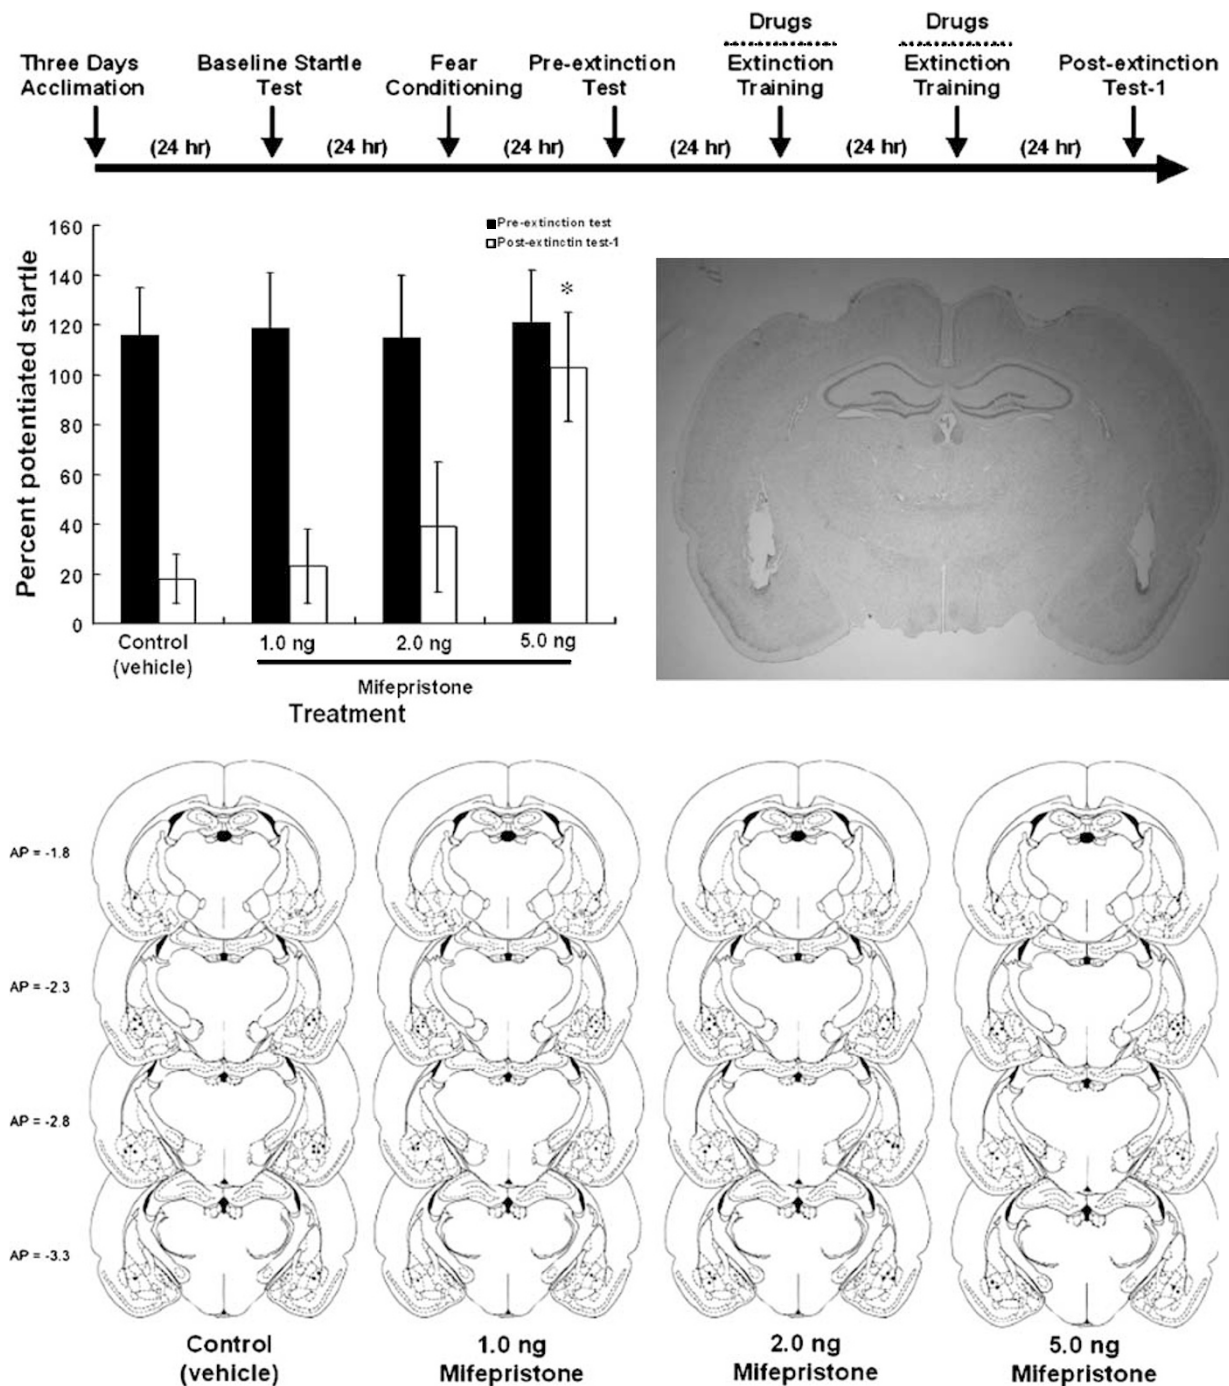 Drugs
Drugs
Three Days
Acclimation
Baseline Startle
Test
Fear
Conditioning
Pre-extinction
Test
Extinction
Training
Extinction
Training
Post-extinction
Test-1
(24 hr)
(24 hr)
(24 hr)
(24 hr)
(24 hr)
(24 hr)
Pre-extinction test
Post-extinctin test-1
Percent potentiated startle
160
140
120
100
80
60
40
20
0
*
Control
(vehicle)
1.0 ng
2.0 ng
5.0 ng
Mifepristone
Treatment
AP = -1.8
AP = -2.3
AP = -2.8
AP = -3.3
Control
(vehicle)
1.0 ng
Mifepristone
2.0 ng
Mifepristone
5.0 ng
Mifepristone